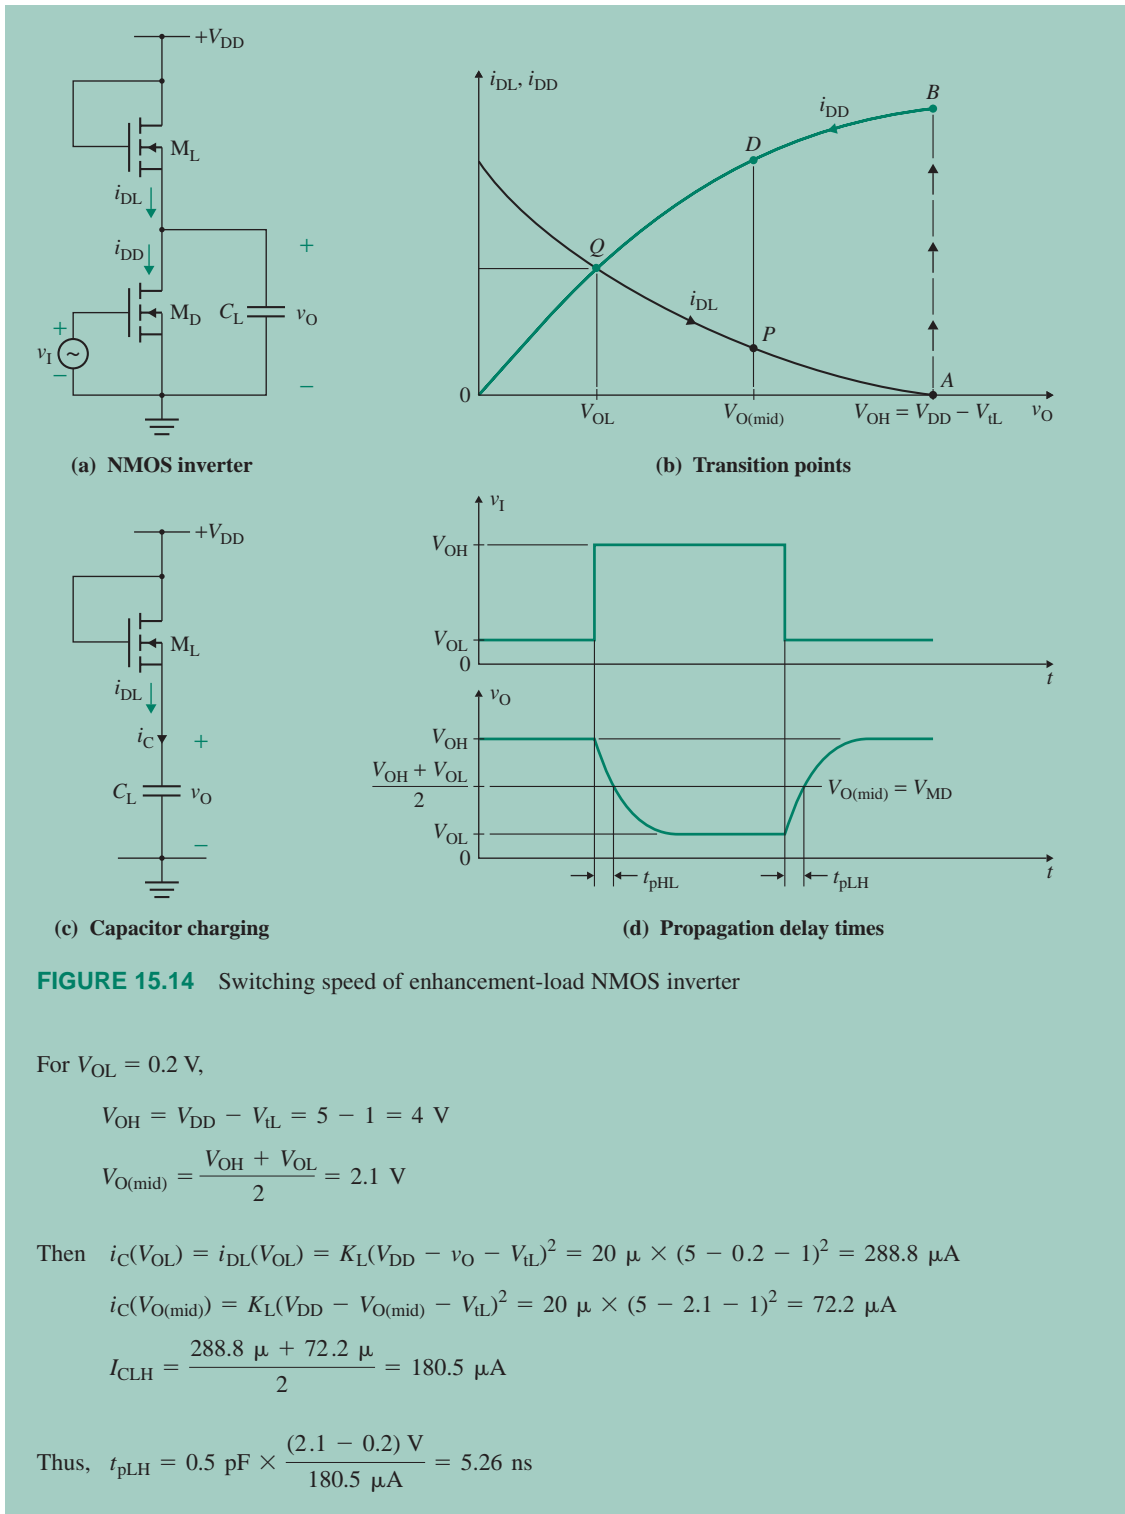 +V_DD
M_L
i_DL
i_DD
M_D
C_L
+
v_O
−
+
v_I
−
(a) NMOS inverter
i_DL, i_DD
i_DD
B
D
Q
i_DL
P
A
0
V_OL
V_O(mid)
V_OH = V_DD − V_tL
v_O
(b) Transition points
+V_DD
M_L
i_DL
i_C
+
C_L
v_O
−
(c) Capacitor charging
v_I
V_OH
V_OL
0
t
v_O
V_OH
(V_OH + V_OL)/2
V_O(mid) = V_MD
V_OL
0
t
t_pHL
t_pLH
(d) Propagation delay times
FIGURE 15.14 Switching speed of enhancement-load NMOS inverter
For V_OL = 0.2 V,
V_OH = V_DD − V_tL = 5 − 1 = 4 V
V_O(mid) = (V_OH + V_OL)/2 = 2.1 V
Then i_C(V_OL) = i_DL(V_OL) = K_L(V_DD − v_O − V_tL)² = 20 μ × (5 − 0.2 − 1)² = 288.8 μA
i_C(V_O(mid)) = K_L(V_DD − V_O(mid) − V_tL)² = 20 μ × (5 − 2.1 − 1)² = 72.2 μA
I_CLH = (288.8 μ + 72.2 μ)/2 = 180.5 μA
Thus, t_pLH = 0.5 pF × (2.1 − 0.2) V/180.5 μA = 5.26 ns